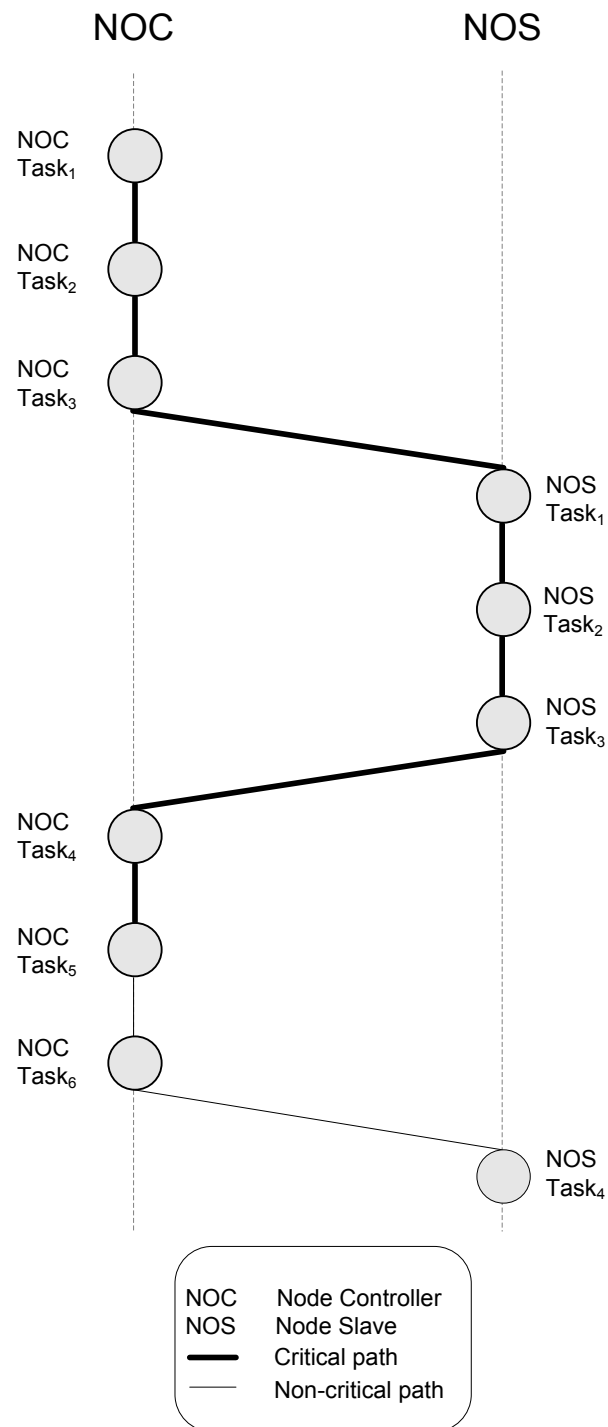 NOC
NOS
NOC
Task₁
NOC
Task₂
NOC
Task₃
NOS
Task₁
NOS
Task₂
NOS
Task₃
NOC
Task₄
NOC
Task₅
NOC
Task₆
NOS
Task₄
NOC Node Controller
NOS Node Slave
Critical path
Non-critical path